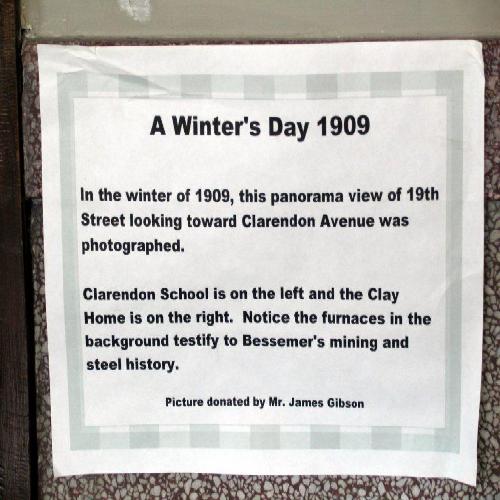 A Winter's Day 1909
In the winter of 1909, this panorama view of 19th
Street looking toward Clarendon Avenue was
photographed.
Clarendon School is on the left and the Clay
Home is on the right. Notice the furnaces in the
background testify to Bessemer's mining and
steel history.
Picture donated by Mr. James Gibson